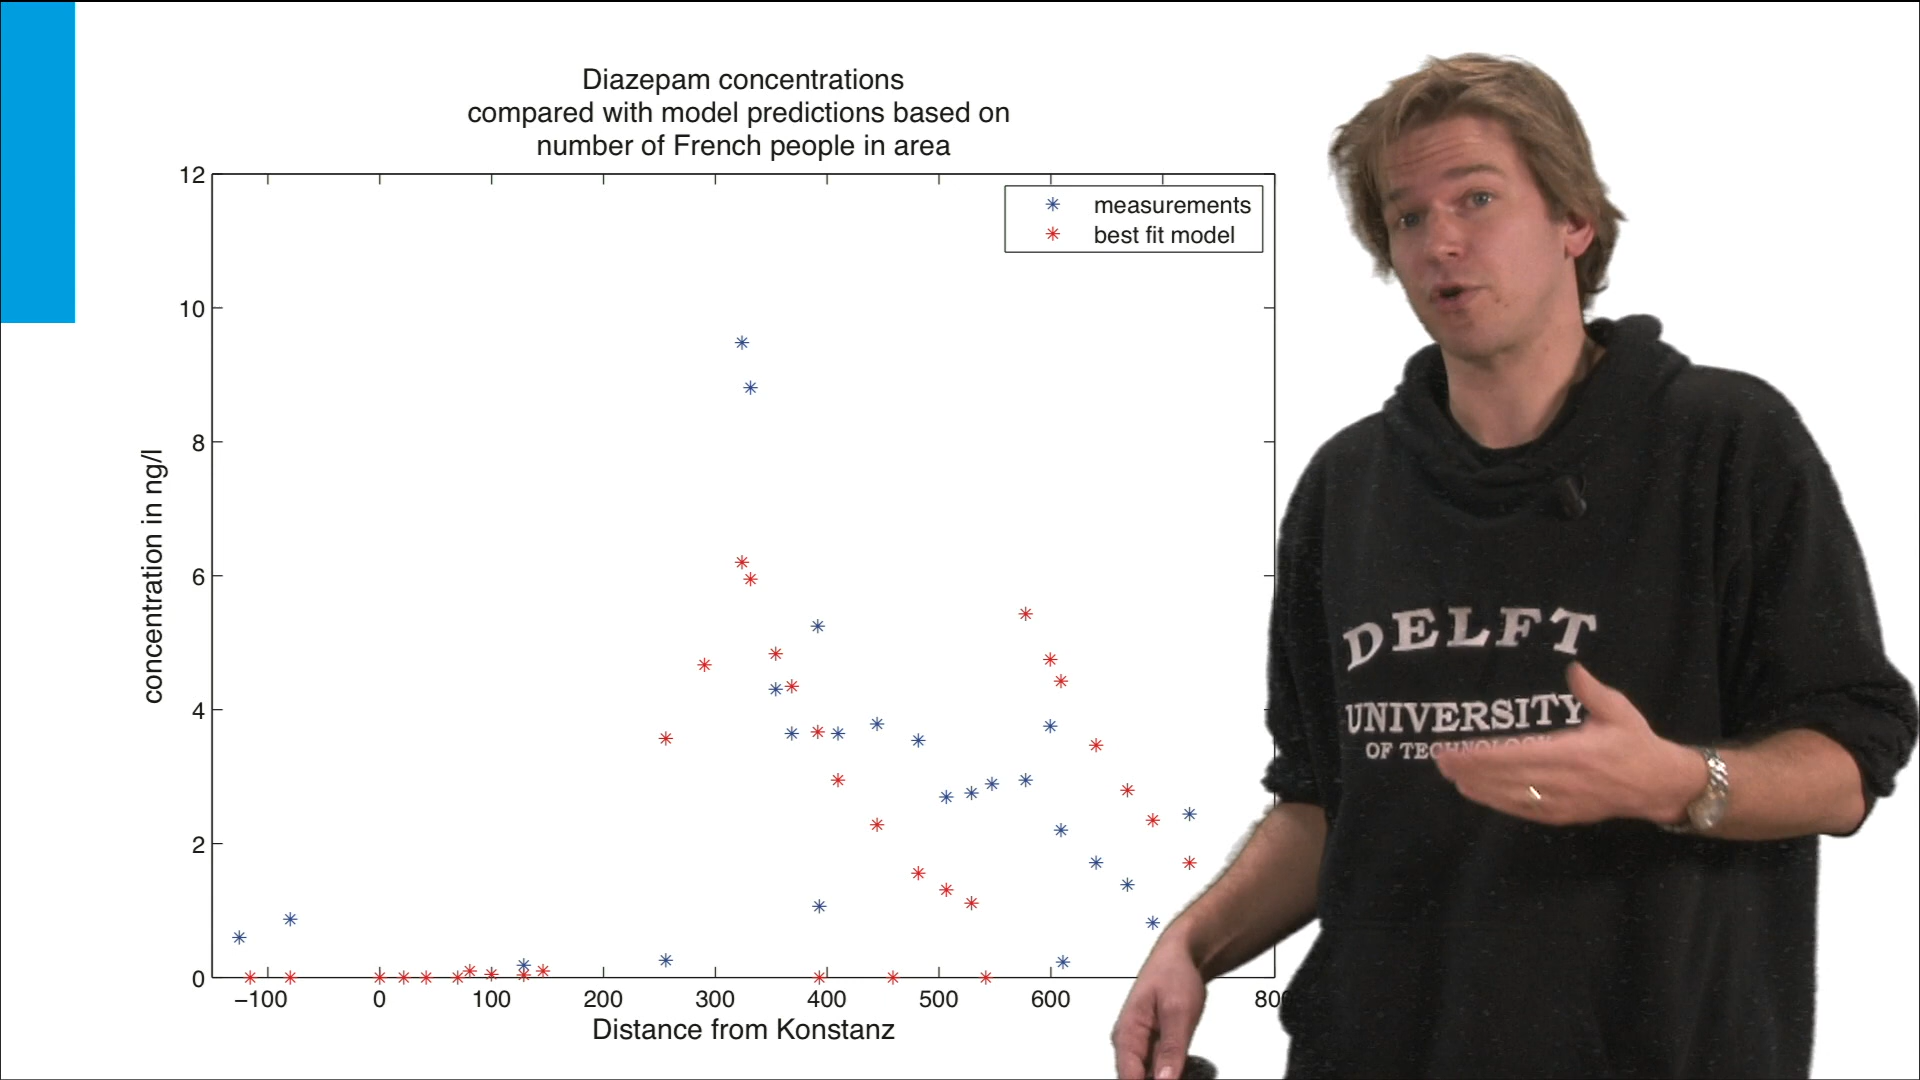 Diazepam concentrations
compared with model predictions based on
number of French people in area
12
measurements
best fit model
10
8
6
4
2
0
concentration in ng/l
−100 0 100 200 300 400 500 600
Distance from Konstanz
DELFT
UNIVERSITY
OF TECHNOLOGY